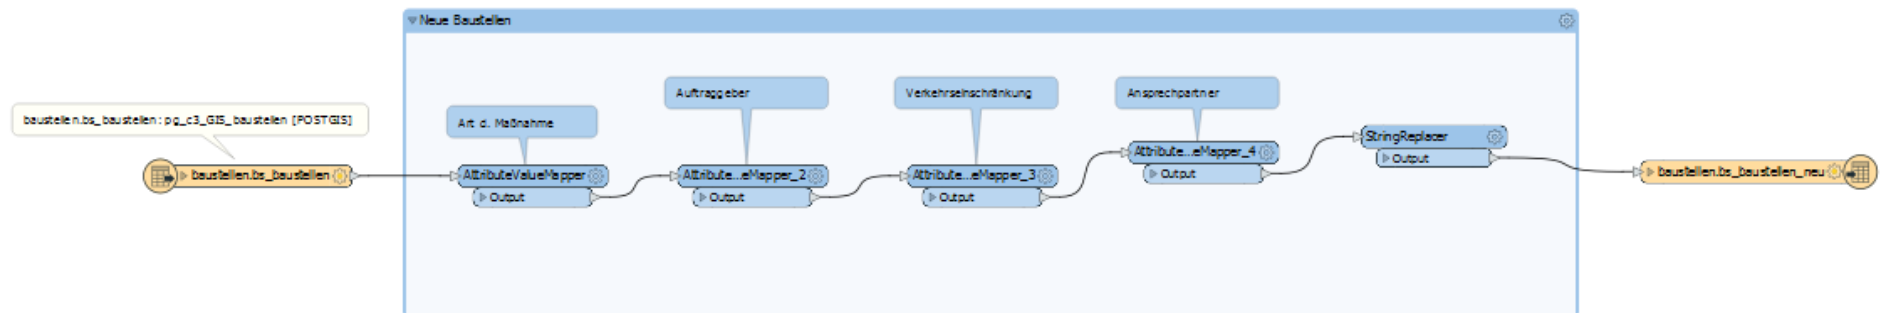 Neue Baustellen
baustellen.bs_baustellen: pg_c3_GIS_baustellen [POSTGIS]
baustellen.bs_baustellen
Art d. Maßnahme
AttributeValueMapper
Output
Auftraggeber
Attribute...eMapper_2
Output
Verkehrseinschränkung
Attribute...eMapper_3
Output
Ansprechpartner
Attribute...eMapper_4
Output
StringReplacer
Output
baustellen.bs_baustellen_neu